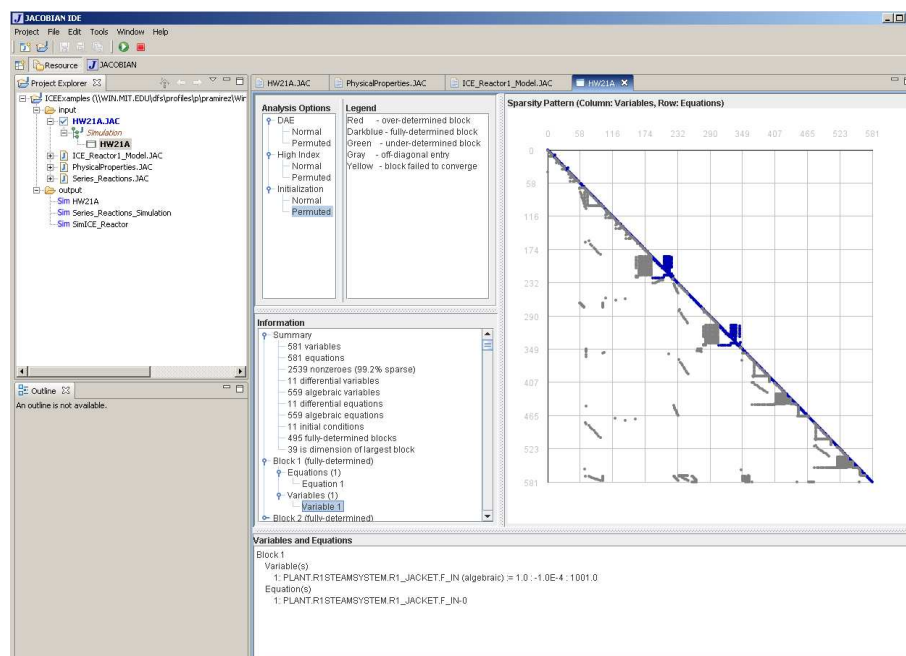 JACOBIAN IDE
Project File Edit Tools Window Help
Resource JACOBIAN
Project Explorer
ICEExamples (\\WIN.MIT.EDU\dfs\profiles\p\pramirez\Wir
input
HW21A.JAC
Simulation
HW21A
ICE_Reactor1_Model.JAC
PhysicalProperties.JAC
Series_Reactions.JAC
output
Sim HW21A
Sim Series_Reactions_Simulation
Sim SimICE_Reactor
Outline
An outline is not available.
HW21A.JAC PhysicalProperties.JAC ICE_Reactor1_Model.JAC HW21A
Analysis Options
DAE
Normal
Permuted
High Index
Normal
Permuted
Initialization
Normal
Permuted
Legend
Red - over-determined block
Darkblue - fully-determined block
Green - under-determined block
Gray - off-diagonal entry
Yellow - block failed to converge
Information
Summary
581 variables
581 equations
2539 nonzeroes (99.2% sparse)
11 differential variables
559 algebraic variables
11 differential equations
559 algebraic equations
11 initial conditions
495 fully-determined blocks
39 is dimension of largest block
Block 1 (fully-determined)
Equations (1)
Equation 1
Variables (1)
Variable 1
Block 2 (fully-determined)
Sparsity Pattern (Column: Variables, Row: Equations)
0 58 116 174 232 290 349 407 465 523 581
0
58
116
174
232
290
349
407
465
523
581
Variables and Equations
Block 1
Variable(s)
1: PLANT.R1STEAMSYSTEM.R1_JACKET.F_IN (algebraic) := 1.0 : -1.0E-4 : 1001.0
Equation(s)
1: PLANT.R1STEAMSYSTEM.R1_JACKET.F_IN-0